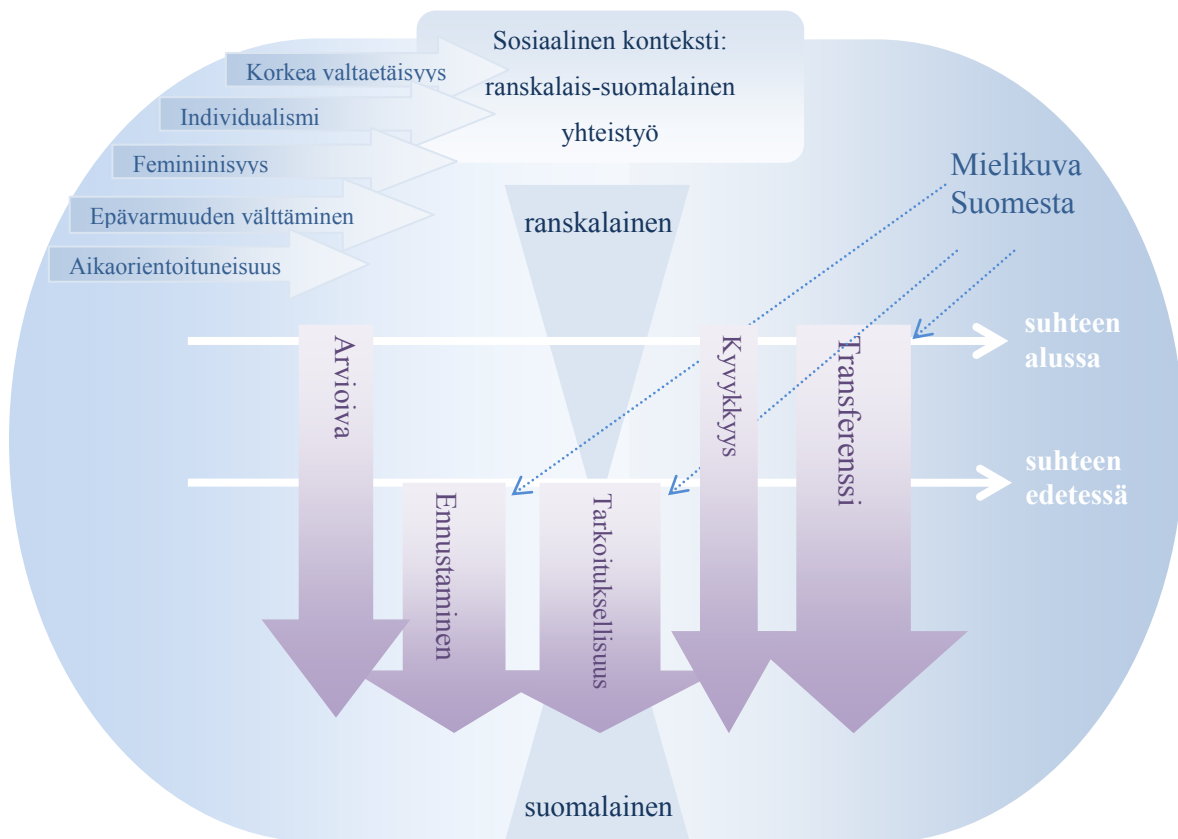 Sosiaalinen konteksti:
ranskalais-suomalainen
yhteistyö
Korkea valtaetäisyys
Individualismi
Feminiinisyys
Epävarmuuden välttäminen
Aikaorientoituneisuus
Mielikuva
Suomesta
ranskalainen
suhteen
alussa
suhteen
edetessä
Arvioiva
Ennustaminen
Tarkoituksellisuus
Kyvykkyys
Transferenssi
suomalainen